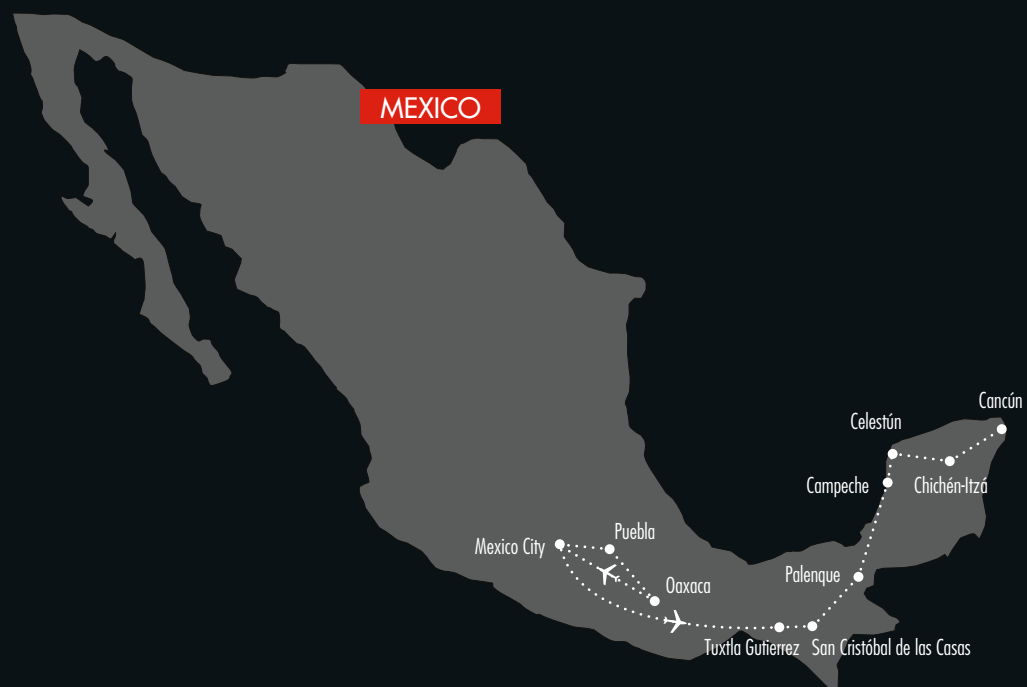 MEXICO
Cancún
Celestún
Campeche
Chichén-Itzá
Puebla
Mexico City
Palenque
Oaxaca
Tuxtla Gutierrez
San Cristóbal de las Casas